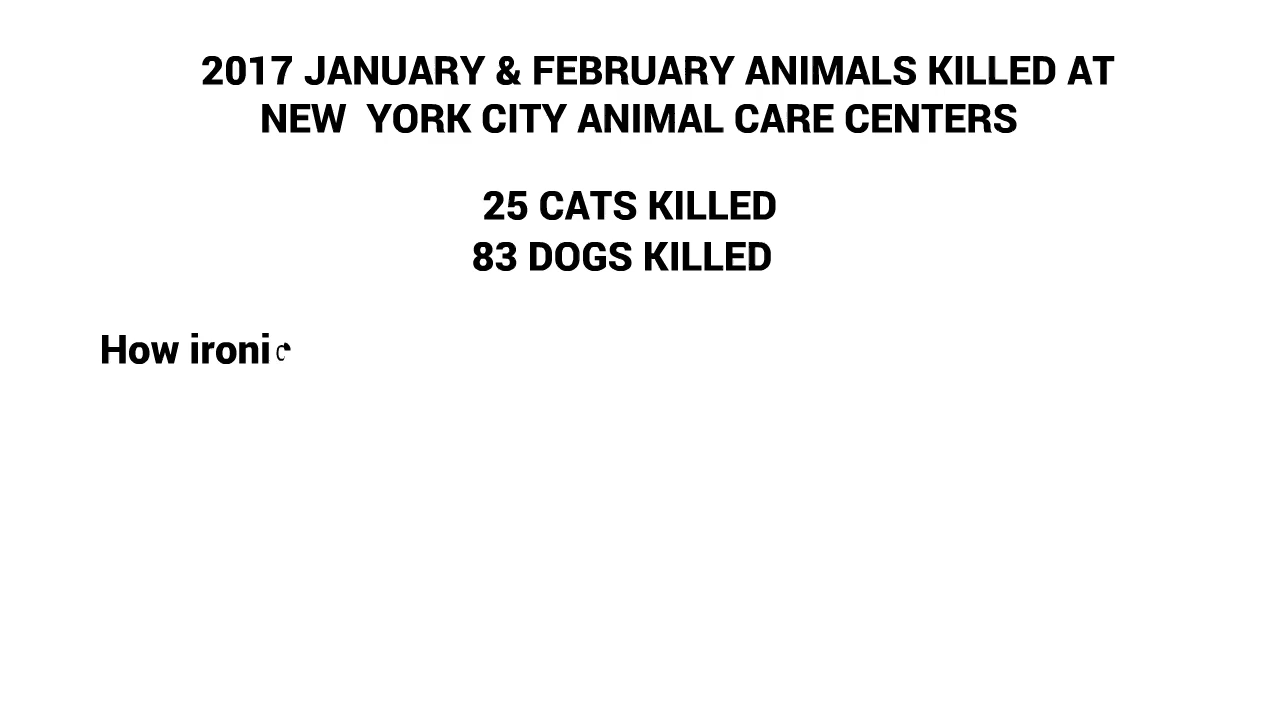 2017 JANUARY & FEBRUARY ANIMALS KILLED AT
NEW YORK CITY ANIMAL CARE CENTERS
25 CATS KILLED
83 DOGS KILLED
How ironic